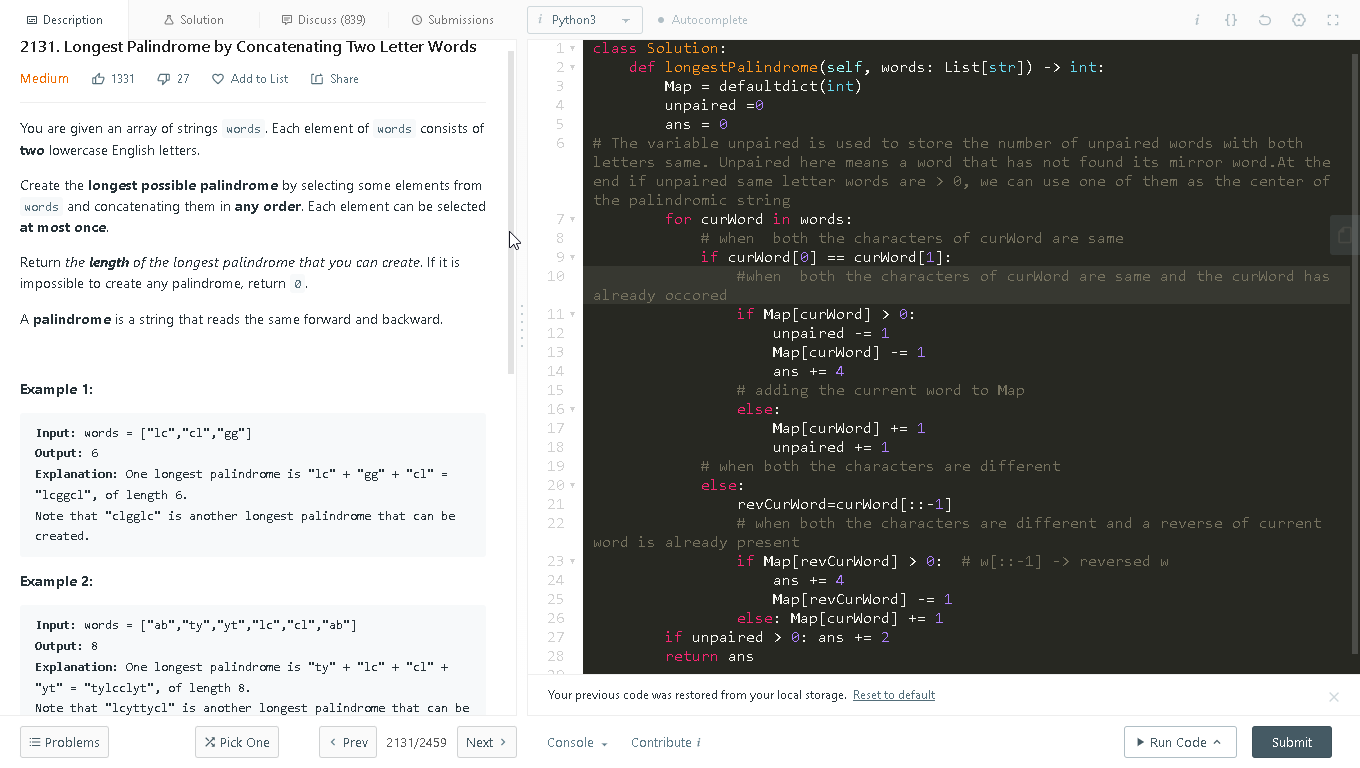 Description
Solution
Discuss (839)
Submissions
i Python3
Autocomplete
i {}
2131. Longest Palindrome by Concatenating Two Letter Words
Medium 1331 27 Add to List Share
You are given an array of strings words . Each element of words consists of
two lowercase English letters.
Create the longest possible palindrome by selecting some elements from
words and concatenating them in any order. Each element can be selected
at most once.
Return the length of the longest palindrome that you can create. If it is
impossible to create any palindrome, return 0 .
A palindrome is a string that reads the same forward and backward.
Example 1:
Input: words = ["lc","cl","gg"]
Output: 6
Explanation: One longest palindrome is "lc" + "gg" + "cl" =
"lcggcl", of length 6.
Note that "clgglc" is another longest palindrome that can be
created.
Example 2:
Input: words = ["ab","ty","yt","lc","cl","ab"]
Output: 8
Explanation: One longest palindrome is "ty" + "lc" + "cl" +
"yt" = "tylcclyt", of length 8.
Note that "lcyttycl" is another longest palindrome that can be
1 class Solution:
2 def longestPalindrome(self, words: List[str]) -> int:
3 Map = defaultdict(int)
4 unpaired =0
5 ans = 0
6 # The variable unpaired is used to store the number of unpaired words with both
letters same. Unpaired here means a word that has not found its mirror word.At the
end if unpaired same letter words are > 0, we can use one of them as the center of
the palindromic string
7 for curWord in words:
8 # when  both the characters of curWord are same
9 if curWord[0] == curWord[1]:
10 #when  both the characters of curWord are same and the curWord has
already occored
11 if Map[curWord] > 0:
12 unpaired -= 1
13 Map[curWord] -= 1
14 ans += 4
15 # adding the current word to Map
16 else:
17 Map[curWord] += 1
18 unpaired += 1
19 # when both the characters are different
20 else:
21 revCurWord=curWord[::-1]
22 # when both the characters are different and a reverse of current
word is already present
23 if Map[revCurWord] > 0:  # w[::-1] -> reversed w
24 ans += 4
25 Map[revCurWord] -= 1
26 else: Map[curWord] += 1
27 if unpaired > 0: ans += 2
28 return ans
29
Your previous code was restored from your local storage. Reset to default
Problems
Pick One
Prev
2131/2459
Next
Console
Contribute i
Run Code
Submit